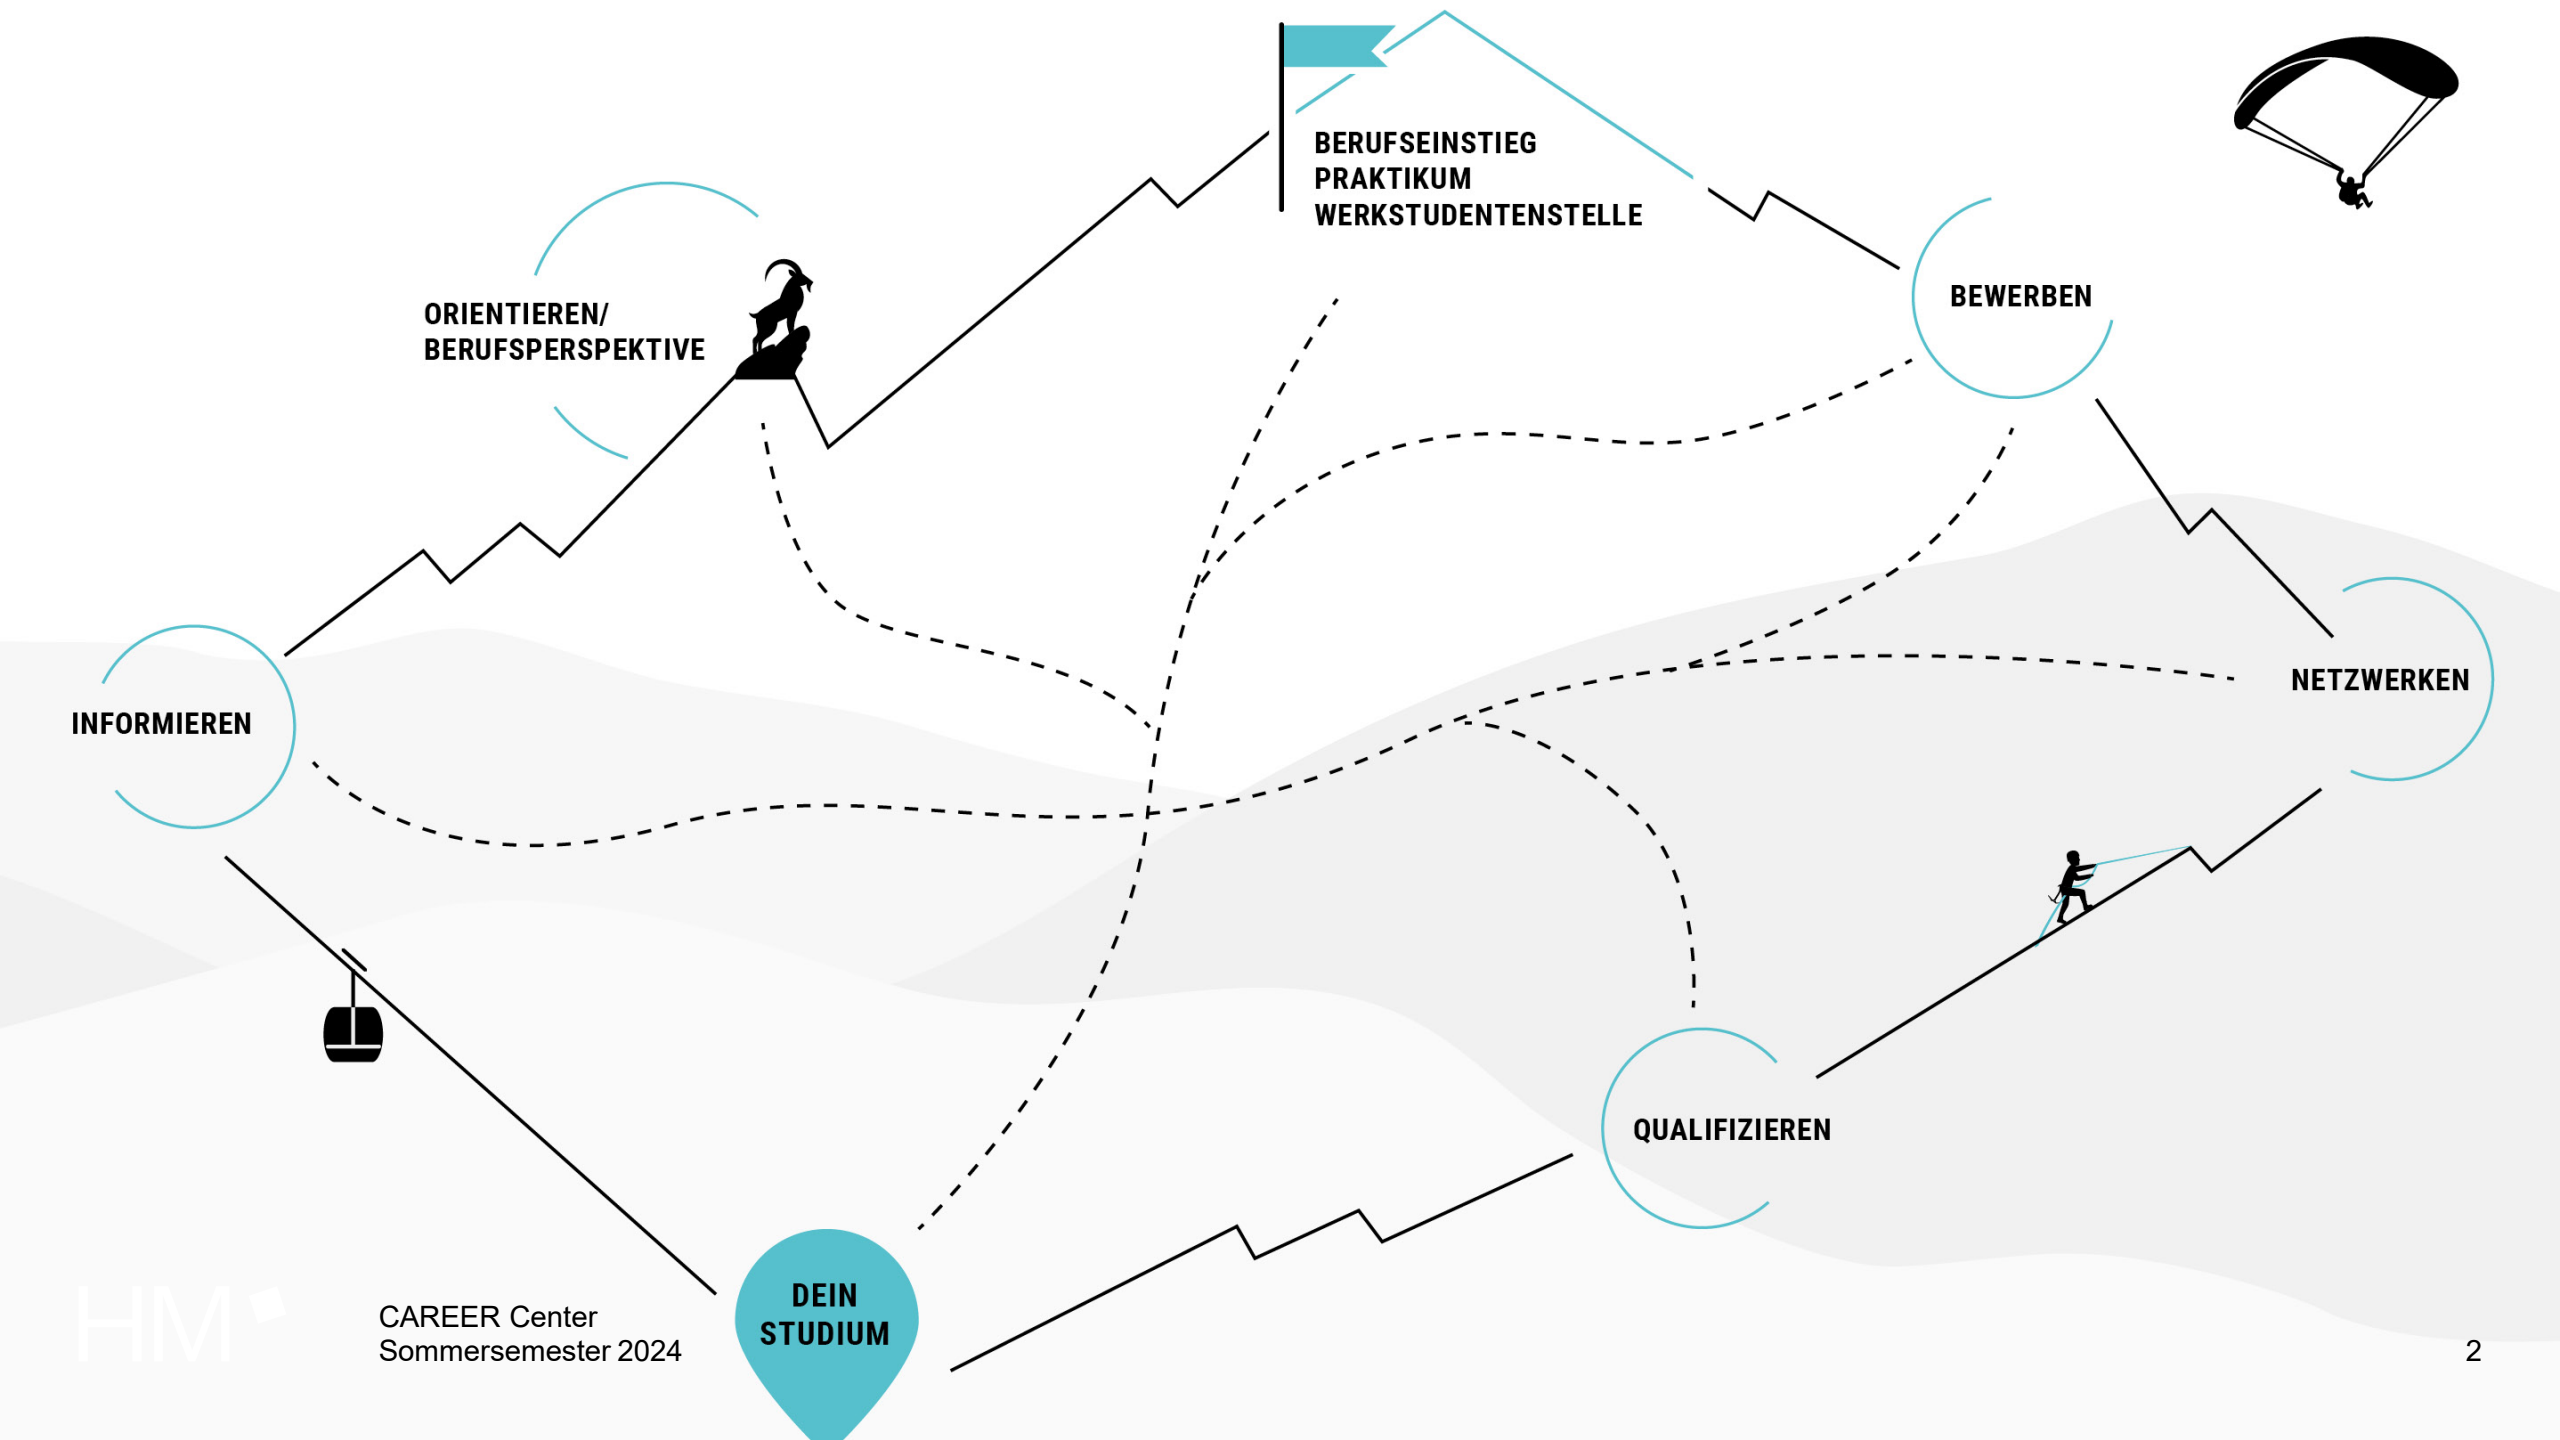 BERUFSEINSTIEG
PRAKTIKUM
WERKSTUDENTENSTELLE
BEWERBEN
ORIENTIEREN/
BERUFSPERSPEKTIVE
NETZWERKEN
INFORMIEREN
QUALIFIZIEREN
DEIN
STUDIUM
HM
CAREER Center
Sommersemester 2024
2